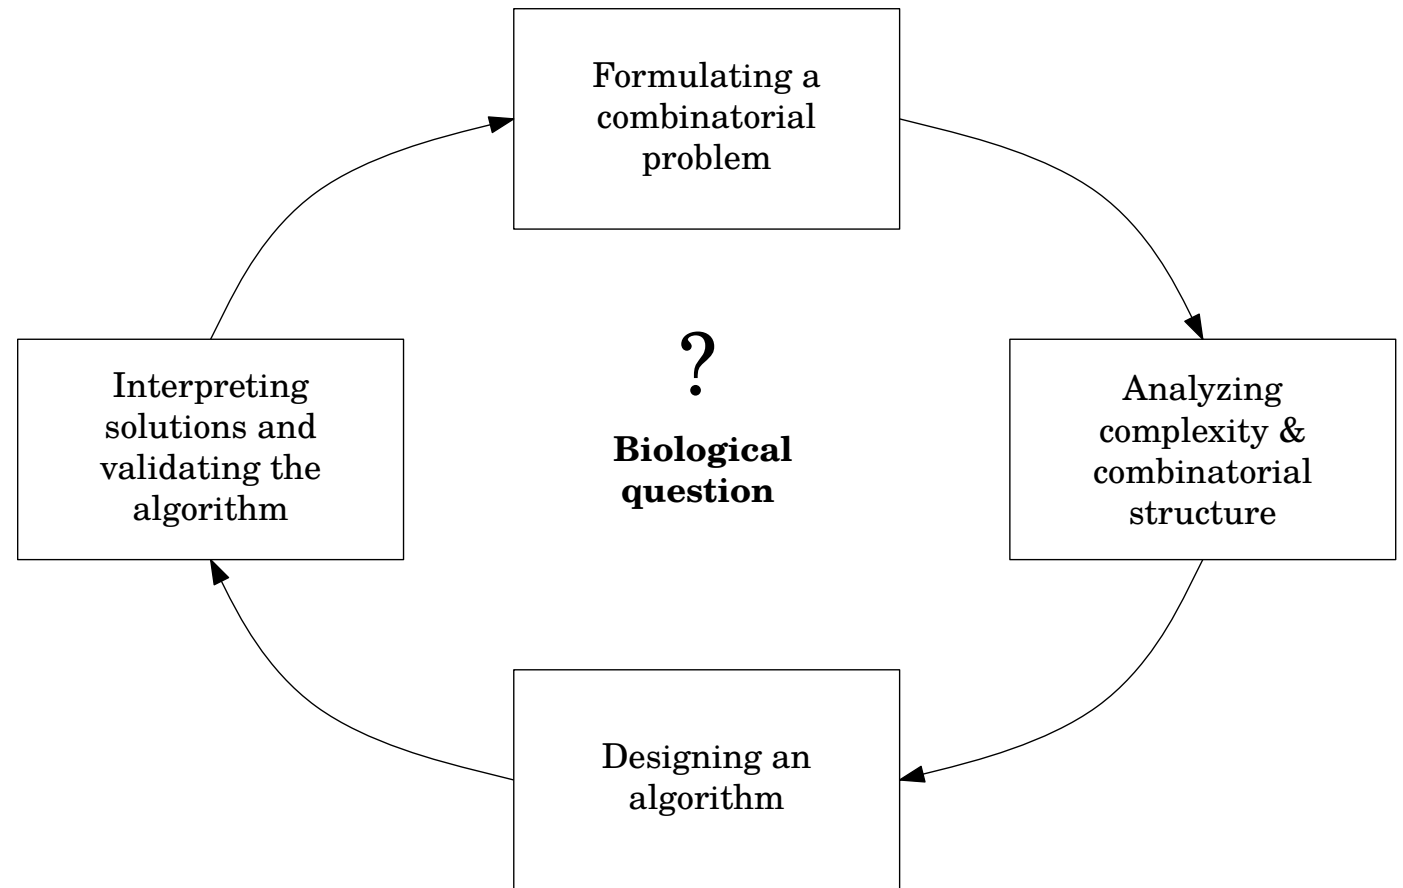 Formulating a
combinatorial
problem
?
Biological
question
Interpreting
solutions and
validating the
algorithm
Analyzing
complexity &
combinatorial
structure
Designing an
algorithm